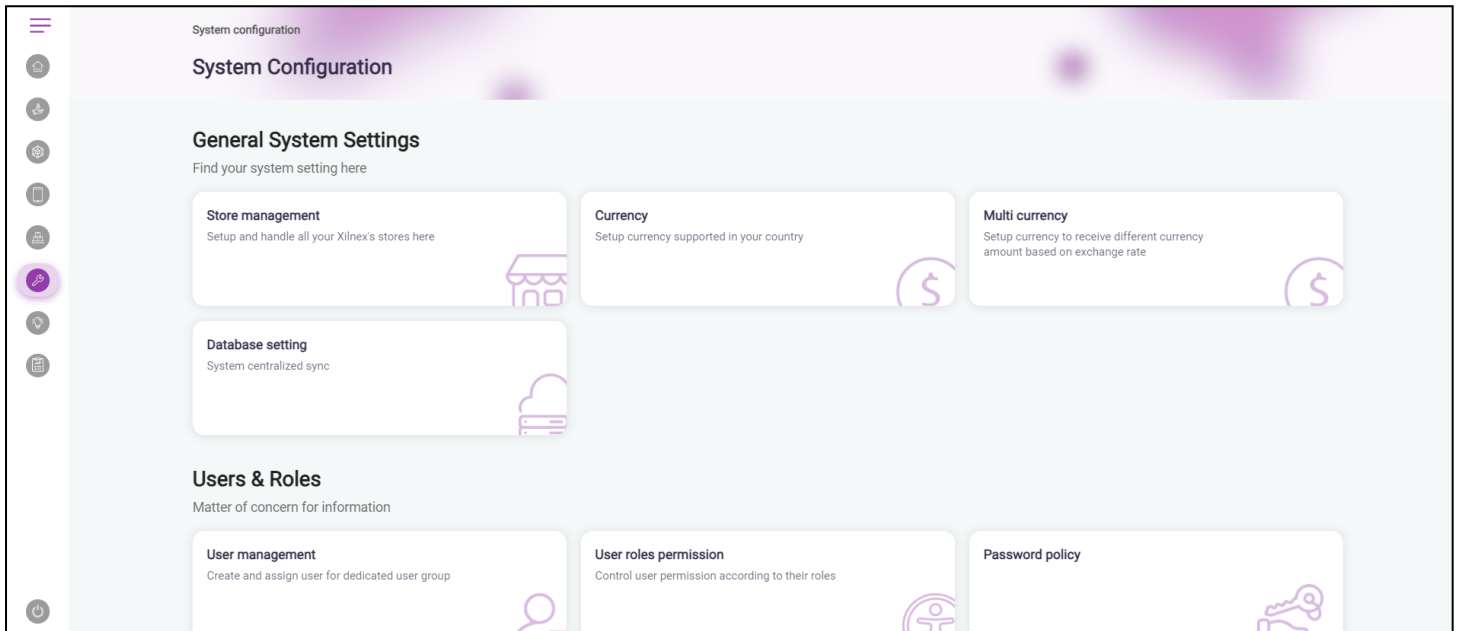 System configuration
System Configuration
General System Settings
Find your system setting here
Store management
Setup and handle all your Xilnex's stores here
Currency
Setup currency supported in your country
Multi currency
Setup currency to receive different currency
amount based on exchange rate
Database setting
System centralized sync
Users & Roles
Matter of concern for information
User management
Create and assign user for dedicated user group
User roles permission
Control user permission according to their roles
Password policy